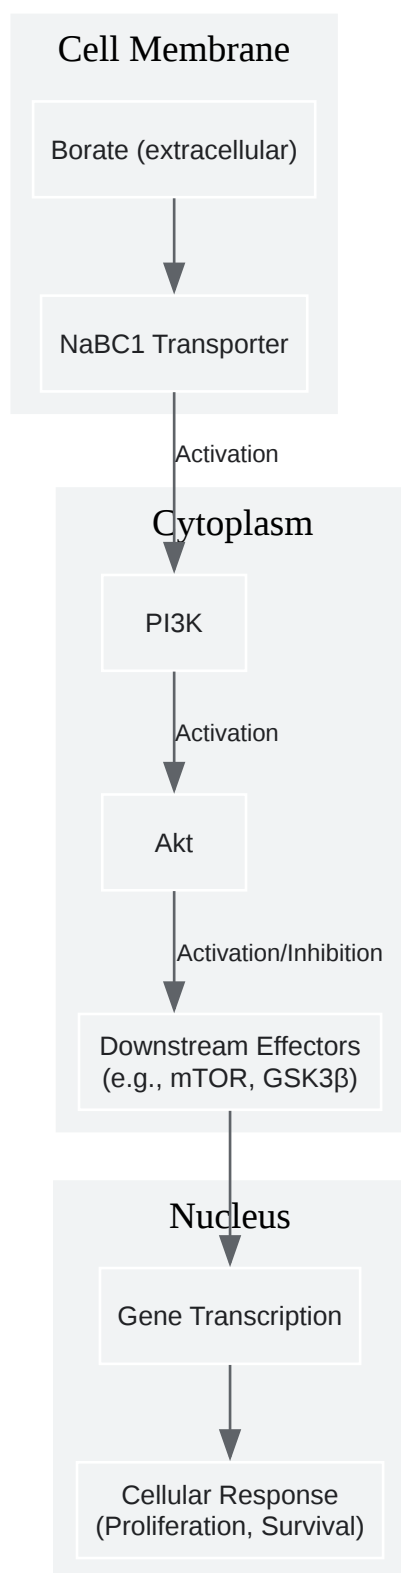 Cell Membrane
Borate (extracellular)
NaBC1 Transporter
Activation
Cytoplasm
PI3K
Activation
Akt
Activation/Inhibition
Downstream Effectors
(e.g., mTOR, GSK3β)
Nucleus
Gene Transcription
Cellular Response
(Proliferation, Survival)